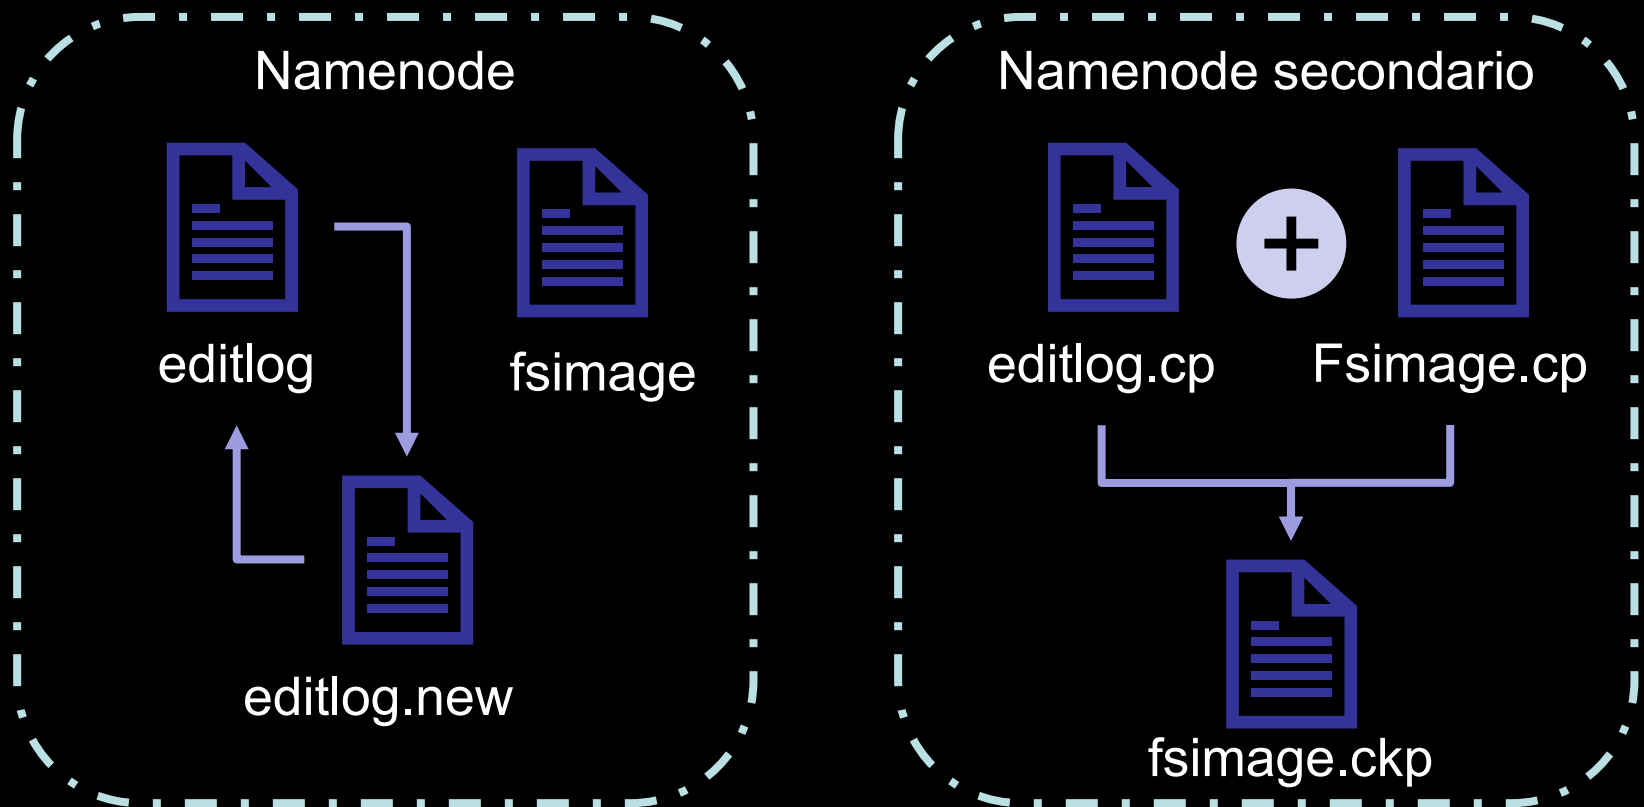 Namenode
editlog
fsimage
editlog.new
Namenode secondario
editlog.cp
+
Fsimage.cp
fsimage.ckp